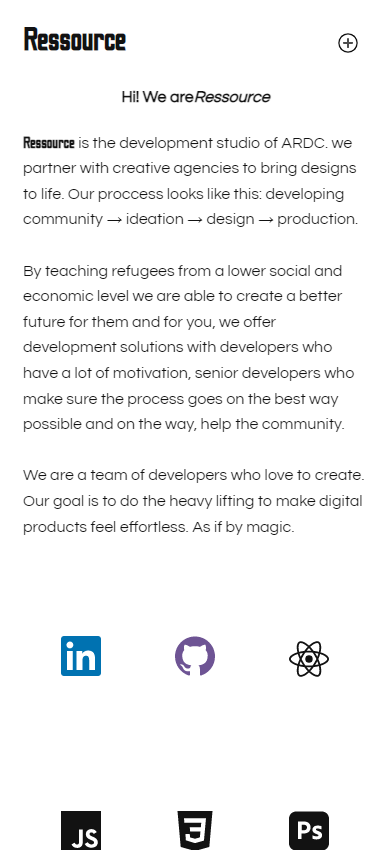 Ressource
Hi! We are Ressource
Ressource is the development studio of ARDC. we
partner with creative agencies to bring designs
to life. Our proccess looks like this: developing
community → ideation → design → production.
By teaching refugees from a lower social and
economic level we are able to create a better
future for them and for you, we offer
development solutions with developers who
have a lot of motivation, senior developers who
make sure the process goes on the best way
possible and on the way, help the community.
We are a team of developers who love to create.
Our goal is to do the heavy lifting to make digital
products feel effortless. As if by magic.
in
JS 3 Ps